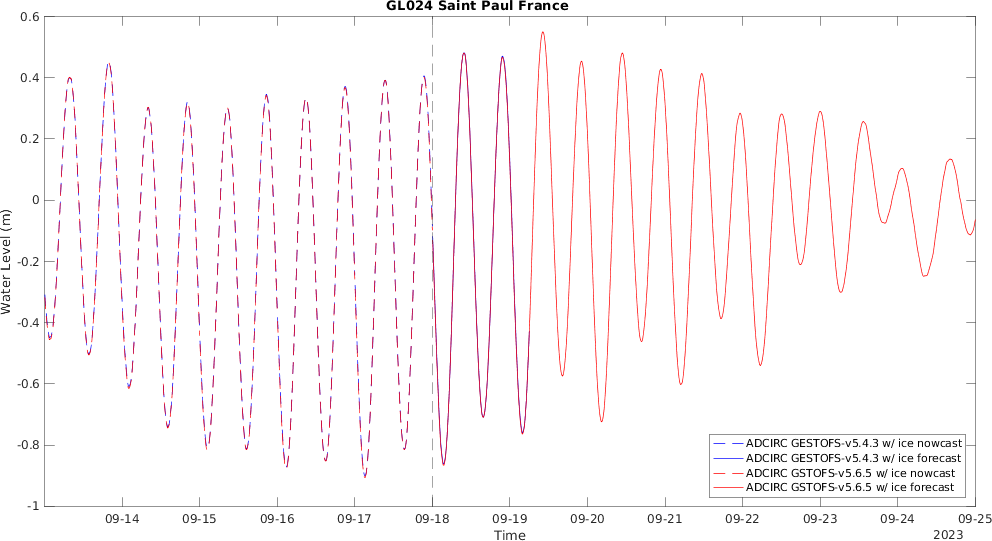 GL024 Saint Paul France
0.6
0.4
0.2
0
-0.2
-0.4
-0.6
-0.8
-1
Water Level (m)
ADCIRC GESTOFS-v5.4.3 w/ ice nowcast
ADCIRC GESTOFS-v5.4.3 w/ ice forecast
ADCIRC GSTOFS-v5.6.5 w/ ice nowcast
ADCIRC GSTOFS-v5.6.5 w/ ice forecast
09-14 09-15 09-16 09-17 09-18 09-19 09-20 09-21 09-22 09-23 09-24 09-25
Time
2023